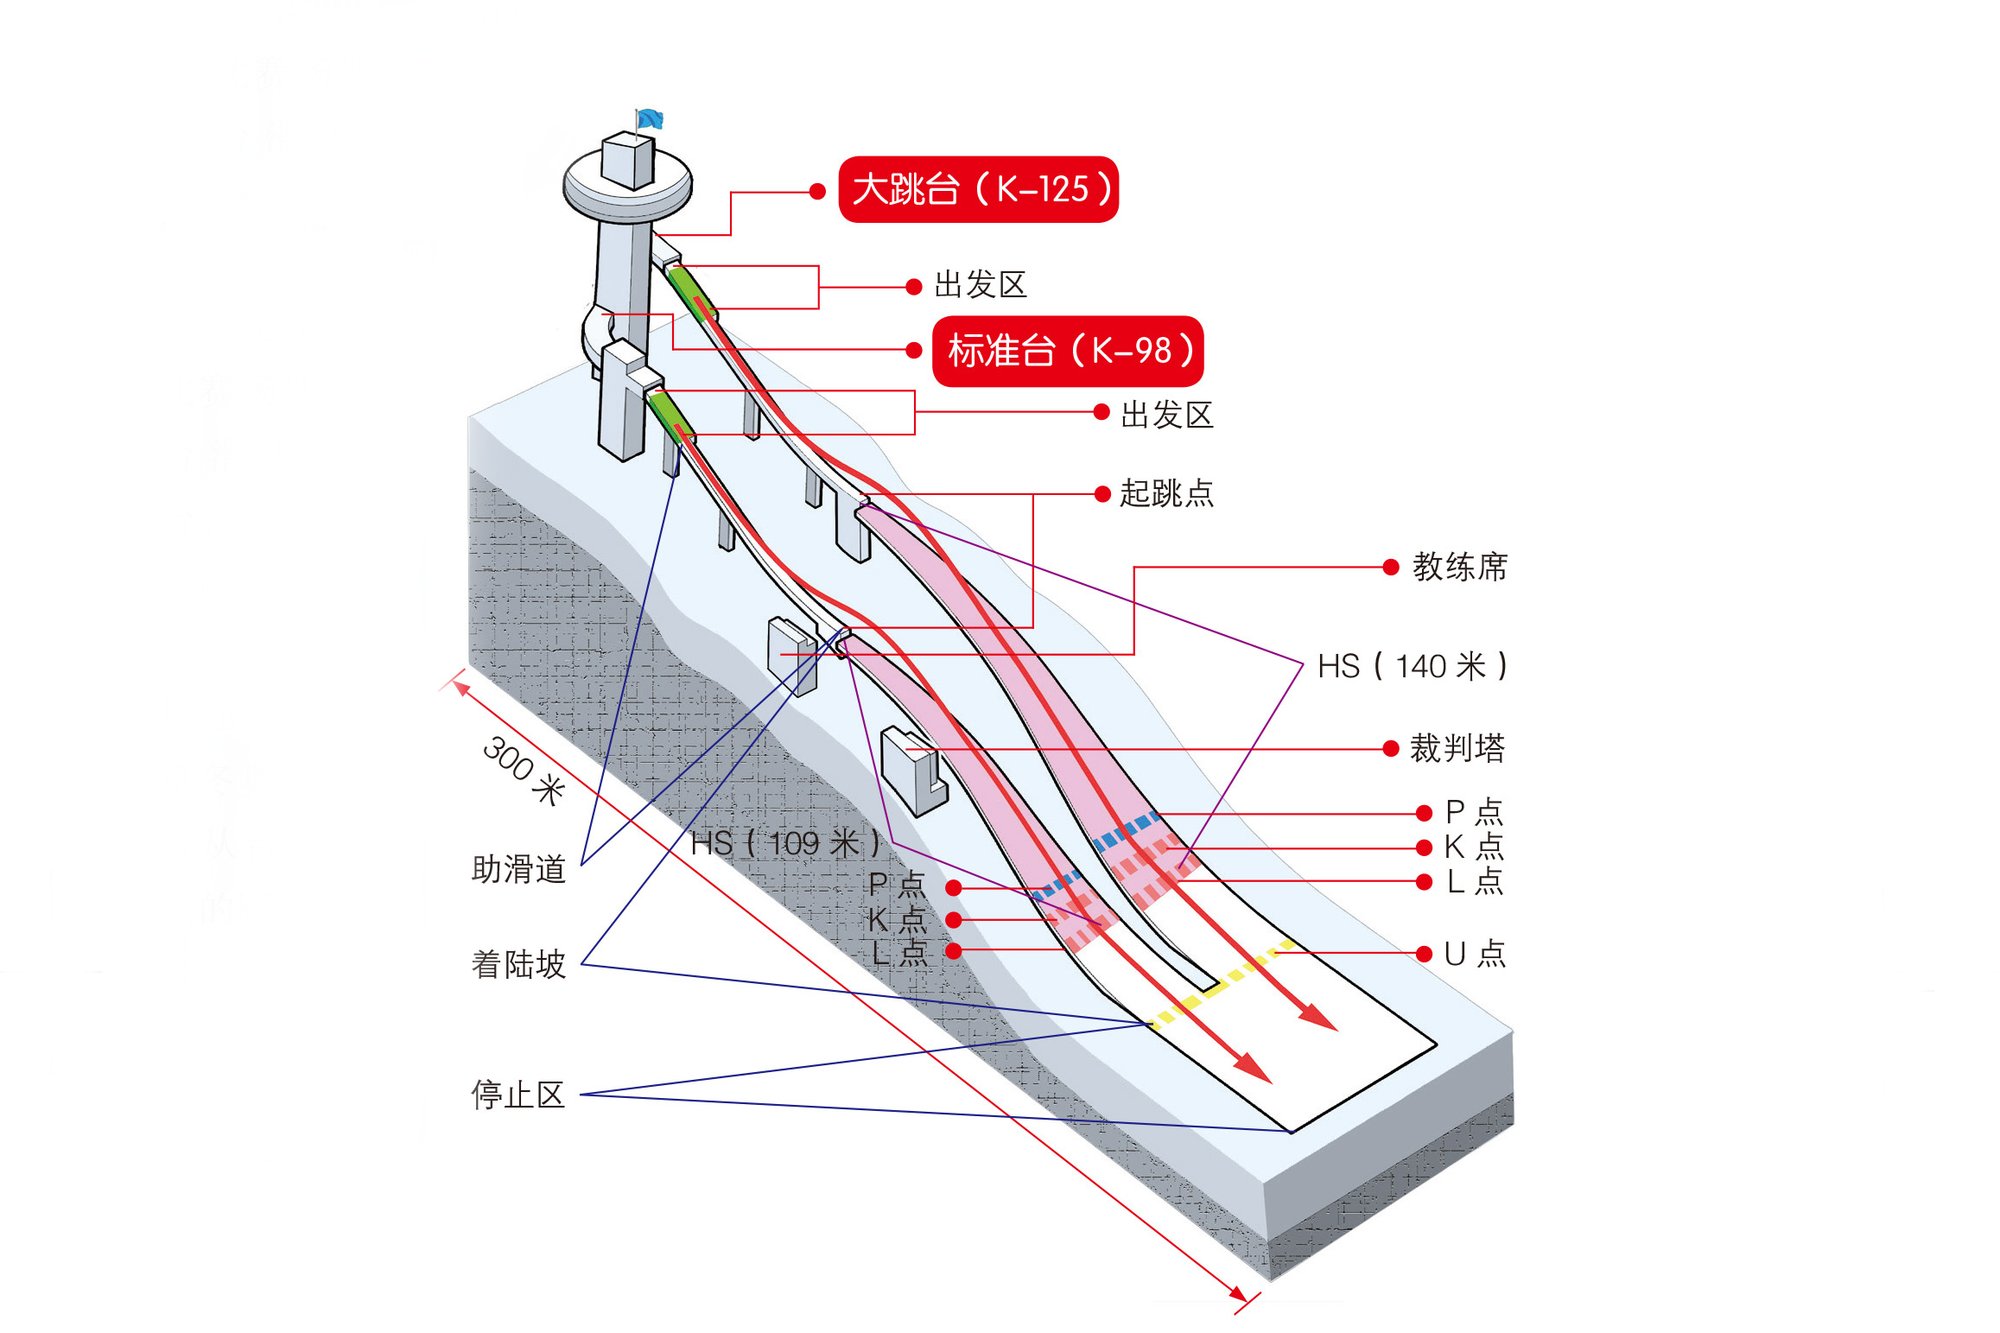 大跳台（K-125）
出发区
标准台（K-98）
出发区
起跳点
教练席
HS（140 米）
裁判塔
300 米
P 点
K 点
L 点
HS（109 米）
助滑道
P 点
K 点
L 点
U 点
着陆坡
停止区